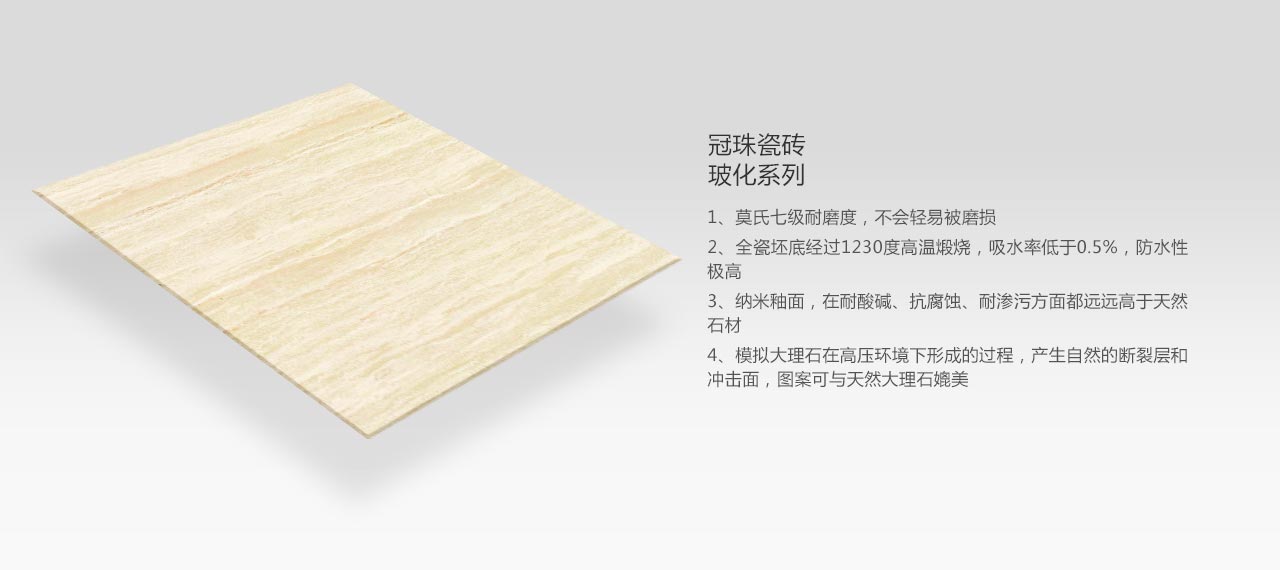 冠珠瓷砖
玻化系列
1、莫氏七级耐磨度，不会轻易被磨损
2、全瓷坯底经过1230度高温煅烧，吸水率低于0.5%，防水性
极高
3、纳米釉面，在耐酸碱、抗腐蚀、耐渗污方面都远远高于天然
石材
4、模拟大理石在高压环境下形成的过程，产生自然的断裂层和
冲击面，图案可与天然大理石媲美